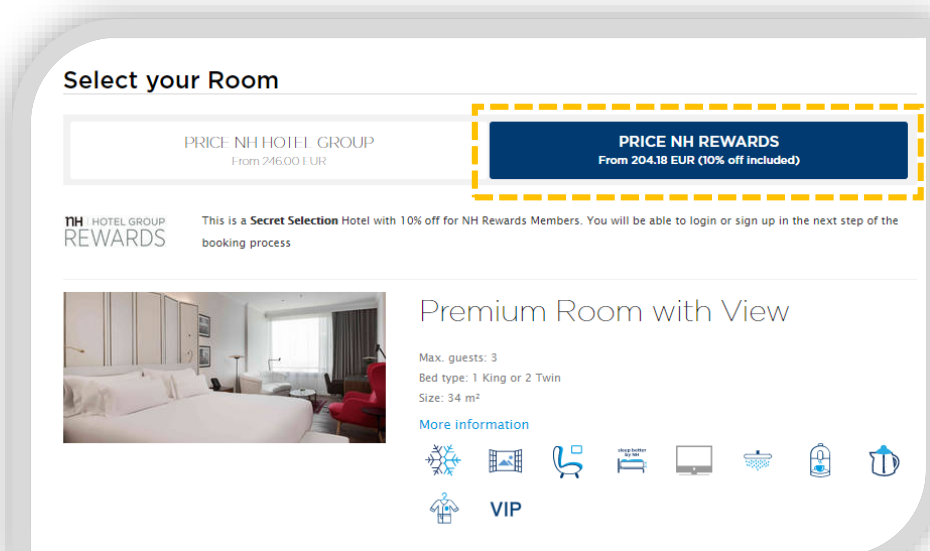 Select your Room
PRICE NH HOTEL GROUP
From 246.00 EUR
PRICE NH REWARDS
From 204.18 EUR (10% off included)
NH HOTEL GROUP
REWARDS
This is a Secret Selection Hotel with 10% off for NH Rewards Members. You will be able to login or sign up in the next step of the
booking process
Premium Room with View
Max. guests: 3
Bed type: 1 King or 2 Twin
Size: 34 m²
More information
sleep better
by NH
VIP